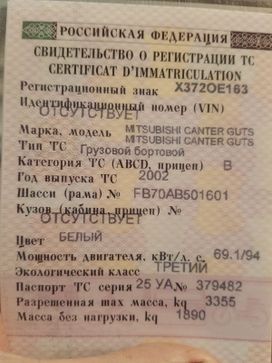 РОССИЙСКАЯ ФЕДЕРАЦИЯ
СВИДЕТЕЛЬСТВО О РЕГИСТРАЦИИ ТС
CERTIFICAT D'IMMATRICULATION
Регистрационный знак Х372ОЕ163
Идентификационный номер (VIN)
ОТСУТСТВУЕТ
Марка, модель MITSUBISHI CANTER GUTS
MITSUBISHI CANTER GUTS
Тип ТС Грузовой бортовой
Категория ТС (ABCD, прицеп) B
Год выпуска ТС 2002
Шасси (рама) № FB70AB501601
Кузов (кабина, прицеп) №
ОТСУТСТВУЕТ
Цвет БЕЛЫЙ
Мощность двигателя, кВт/л. с. 69.1/94
Экологический класс ТРЕТИЙ
Паспорт ТС серия 25 УА № 379482
Разрешенная max масса, kg 3355
Масса без нагрузки, kg 1890